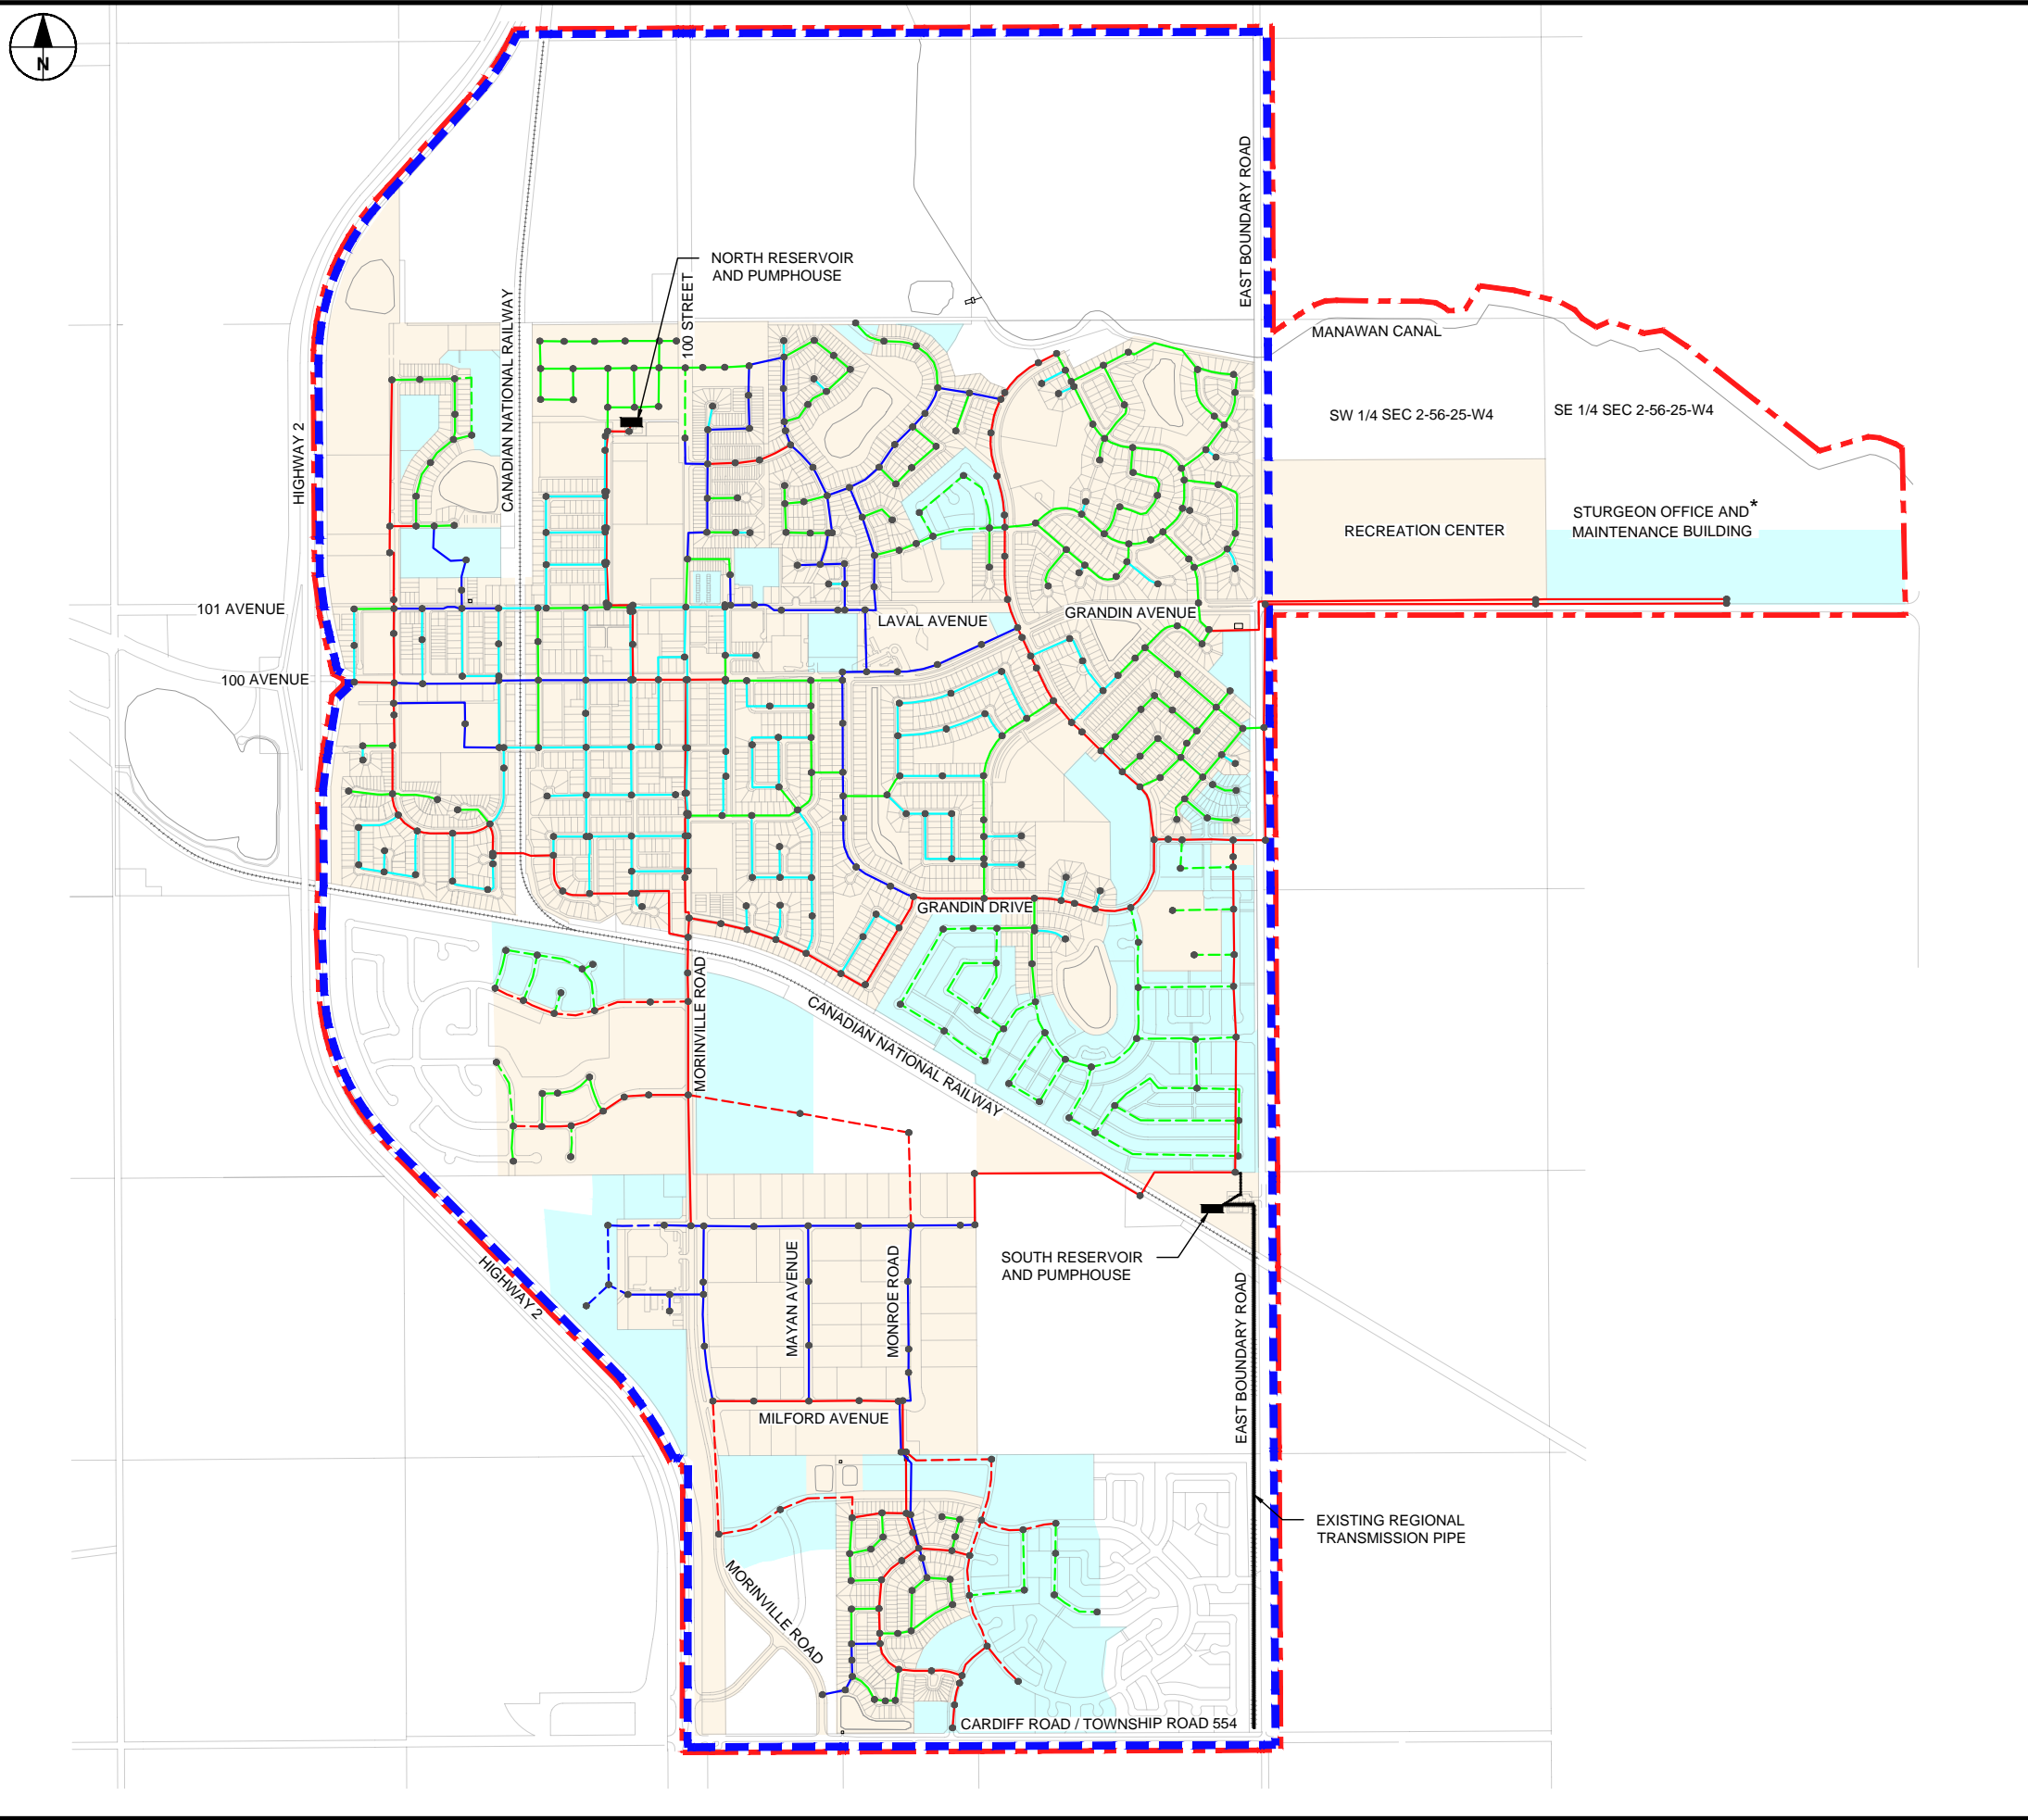 N
NORTH RESERVOIR
AND PUMPHOUSE
EAST BOUNDARY ROAD
100 STREET
CANADIAN NATIONAL RAILWAY
HIGHWAY 2
MANAWAN CANAL
SW 1/4 SEC 2-56-25-W4
SE 1/4 SEC 2-56-25-W4
RECREATION CENTER
STURGEON OFFICE AND*
MAINTENANCE BUILDING
101 AVENUE
LAVAL AVENUE
GRANDIN AVENUE
100 AVENUE
GRANDIN DRIVE
MORINVILLE ROAD
CANADIAN NATIONAL RAILWAY
SOUTH RESERVOIR
AND PUMPHOUSE
HIGHWAY 2
MAYAN AVENUE
MONROE ROAD
EAST BOUNDARY ROAD
MILFORD AVENUE
EXISTING REGIONAL
TRANSMISSION PIPE
MORINVILLE ROAD
CARDIFF ROAD / TOWNSHIP ROAD 554